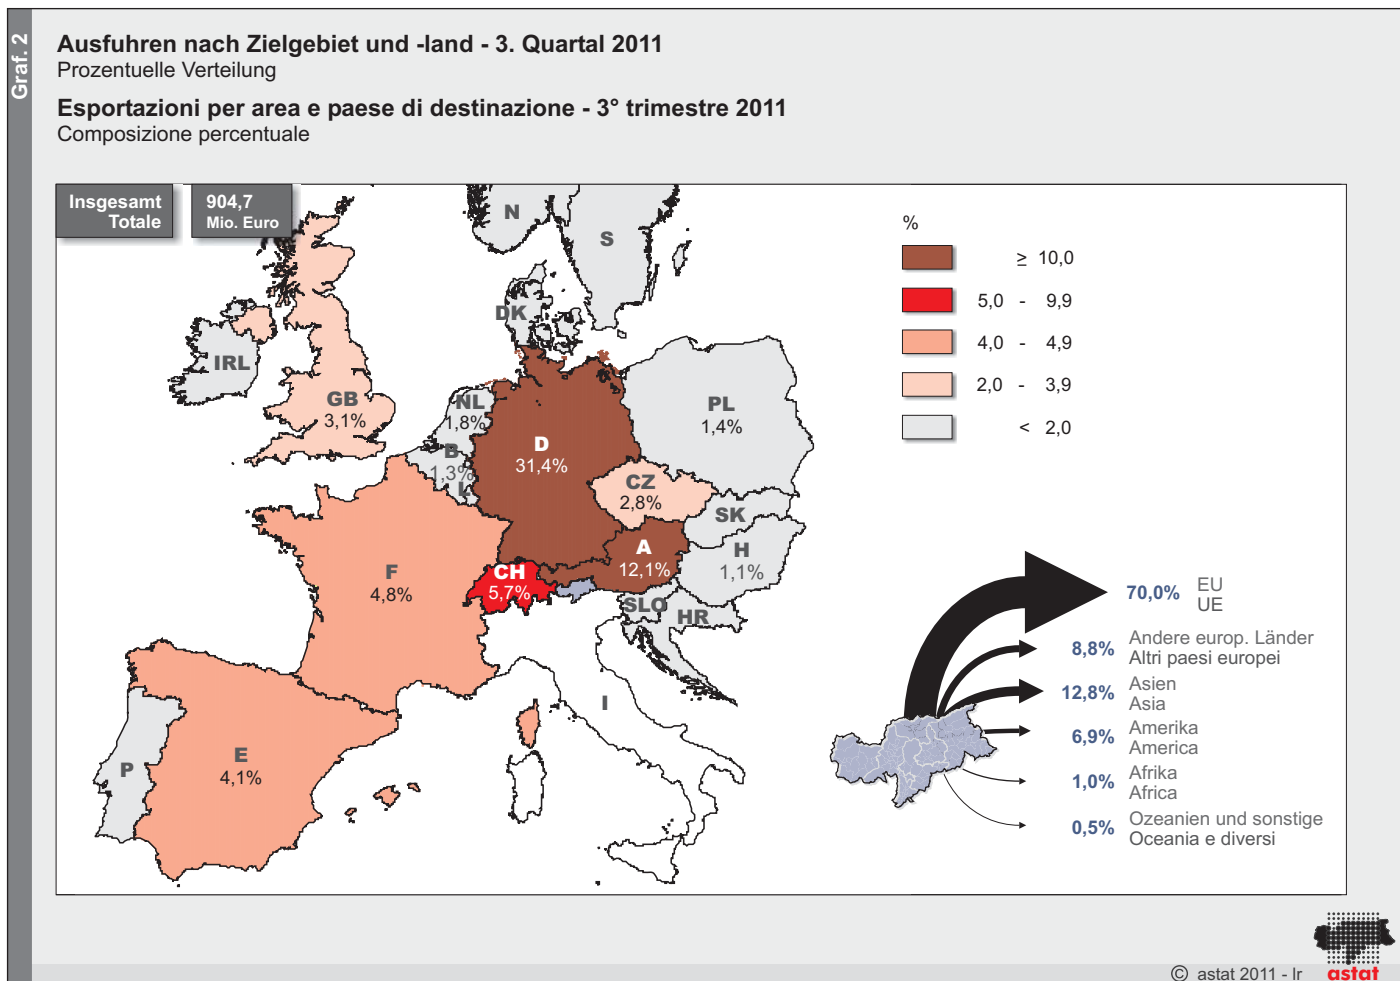 Graf. 2
Ausfuhren nach Zielgebiet und -land - 3. Quartal 2011
Prozentuelle Verteilung
Esportazioni per area e paese di destinazione - 3° trimestre 2011
Composizione percentuale
Insgesamt
Totale
904,7
Mio. Euro
N
S
DK
IRL
GB
3,1%
NL
1,8%
B
1,3%
L
D
31,4%
PL
1,4%
CZ
2,8%
SK
A
12,1%
H
1,1%
CH
5,7%
SLO
HR
F
4,8%
I
P
E
4,1%
%
≥ 10,0
5,0 - 9,9
4,0 - 4,9
2,0 - 3,9
< 2,0
70,0% EU
UE
8,8% Andere europ. Länder
Altri paesi europei
12,8% Asien
Asia
6,9% Amerika
America
1,0% Afrika
Africa
0,5% Ozeanien und sonstige
Oceania e diversi
© astat 2011 - lr
astat